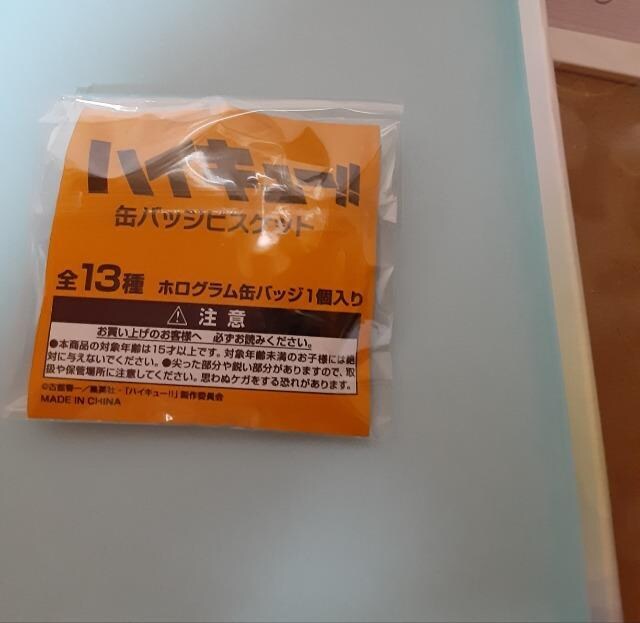 ハイキュー!!
缶バッジビスケット
全13種 ホログラム缶バッジ1個入り
⚠ 注意
お買い上げのお客様へ 必ずお読みください。
●本商品の対象年齢は15才以上です。対象年齢未満のお子様には絶
対に与えないでください。●尖った部分や鋭い部分がありますので、取
扱や保管場所に注意してください。思わぬケガをする恐れがあります。
©古舘春一／集英社・「ハイキュー!!」製作委員会
MADE IN CHINA